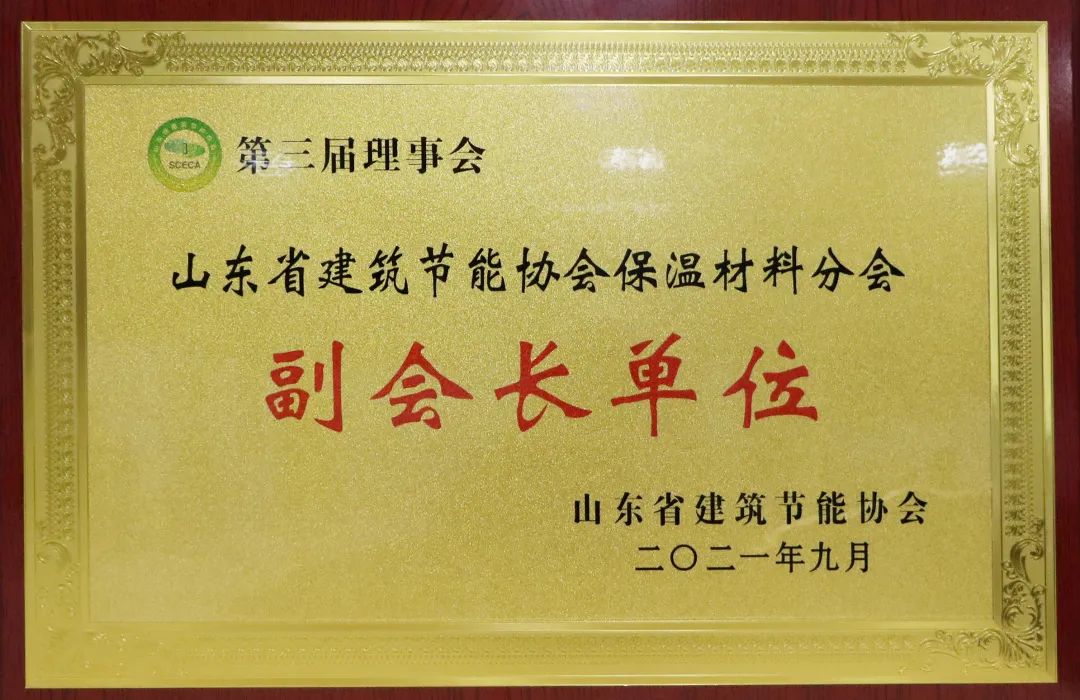 SCECA
第三届理事会
山东省建筑节能协会保温材料分会
副会长单位
山东省建筑节能协会
二〇二一年九月